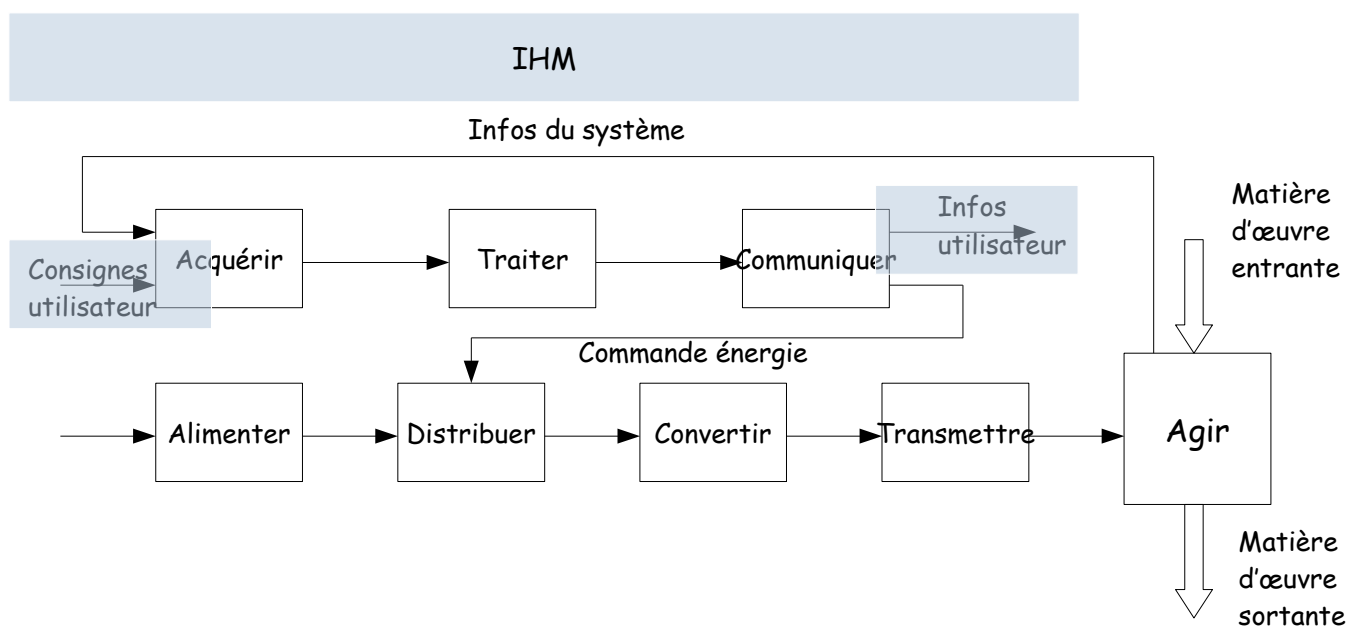 IHM
Infos du système
Matière
d'œuvre
entrante
Infos
utilisateur
Consignes
utilisateur
Acquérir
Traiter
Communiquer
Commande énergie
Alimenter
Distribuer
Convertir
Transmettre
Agir
Matière
d'œuvre
sortante